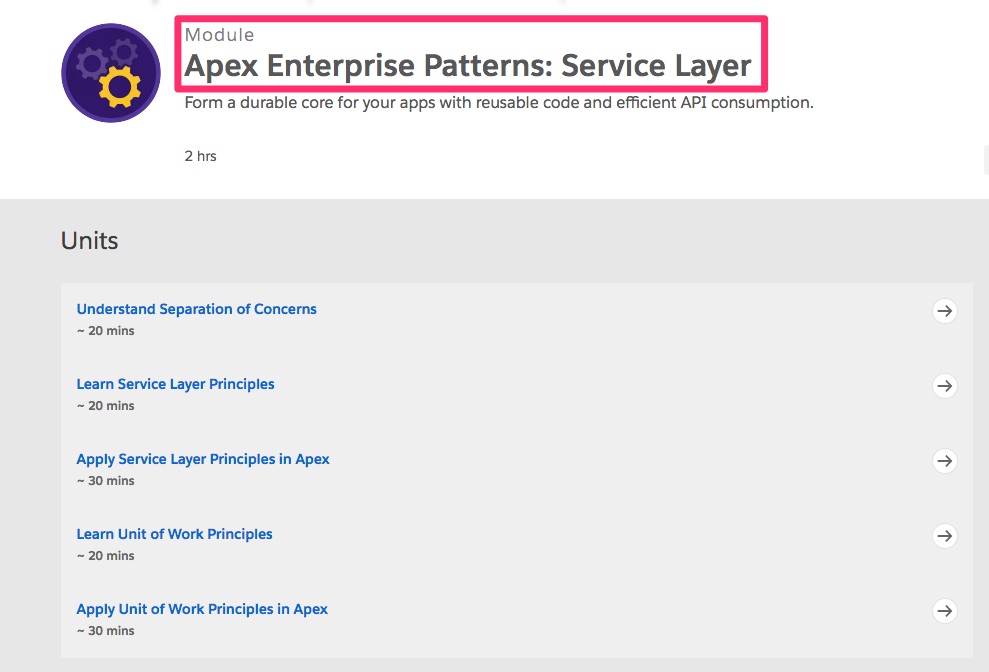 Module
Apex Enterprise Patterns: Service Layer
Form a durable core for your apps with reusable code and efficient API consumption.
2 hrs
Units
Understand Separation of Concerns
~ 20 mins
Learn Service Layer Principles
~ 20 mins
Apply Service Layer Principles in Apex
~ 30 mins
Learn Unit of Work Principles
~ 20 mins
Apply Unit of Work Principles in Apex
~ 30 mins